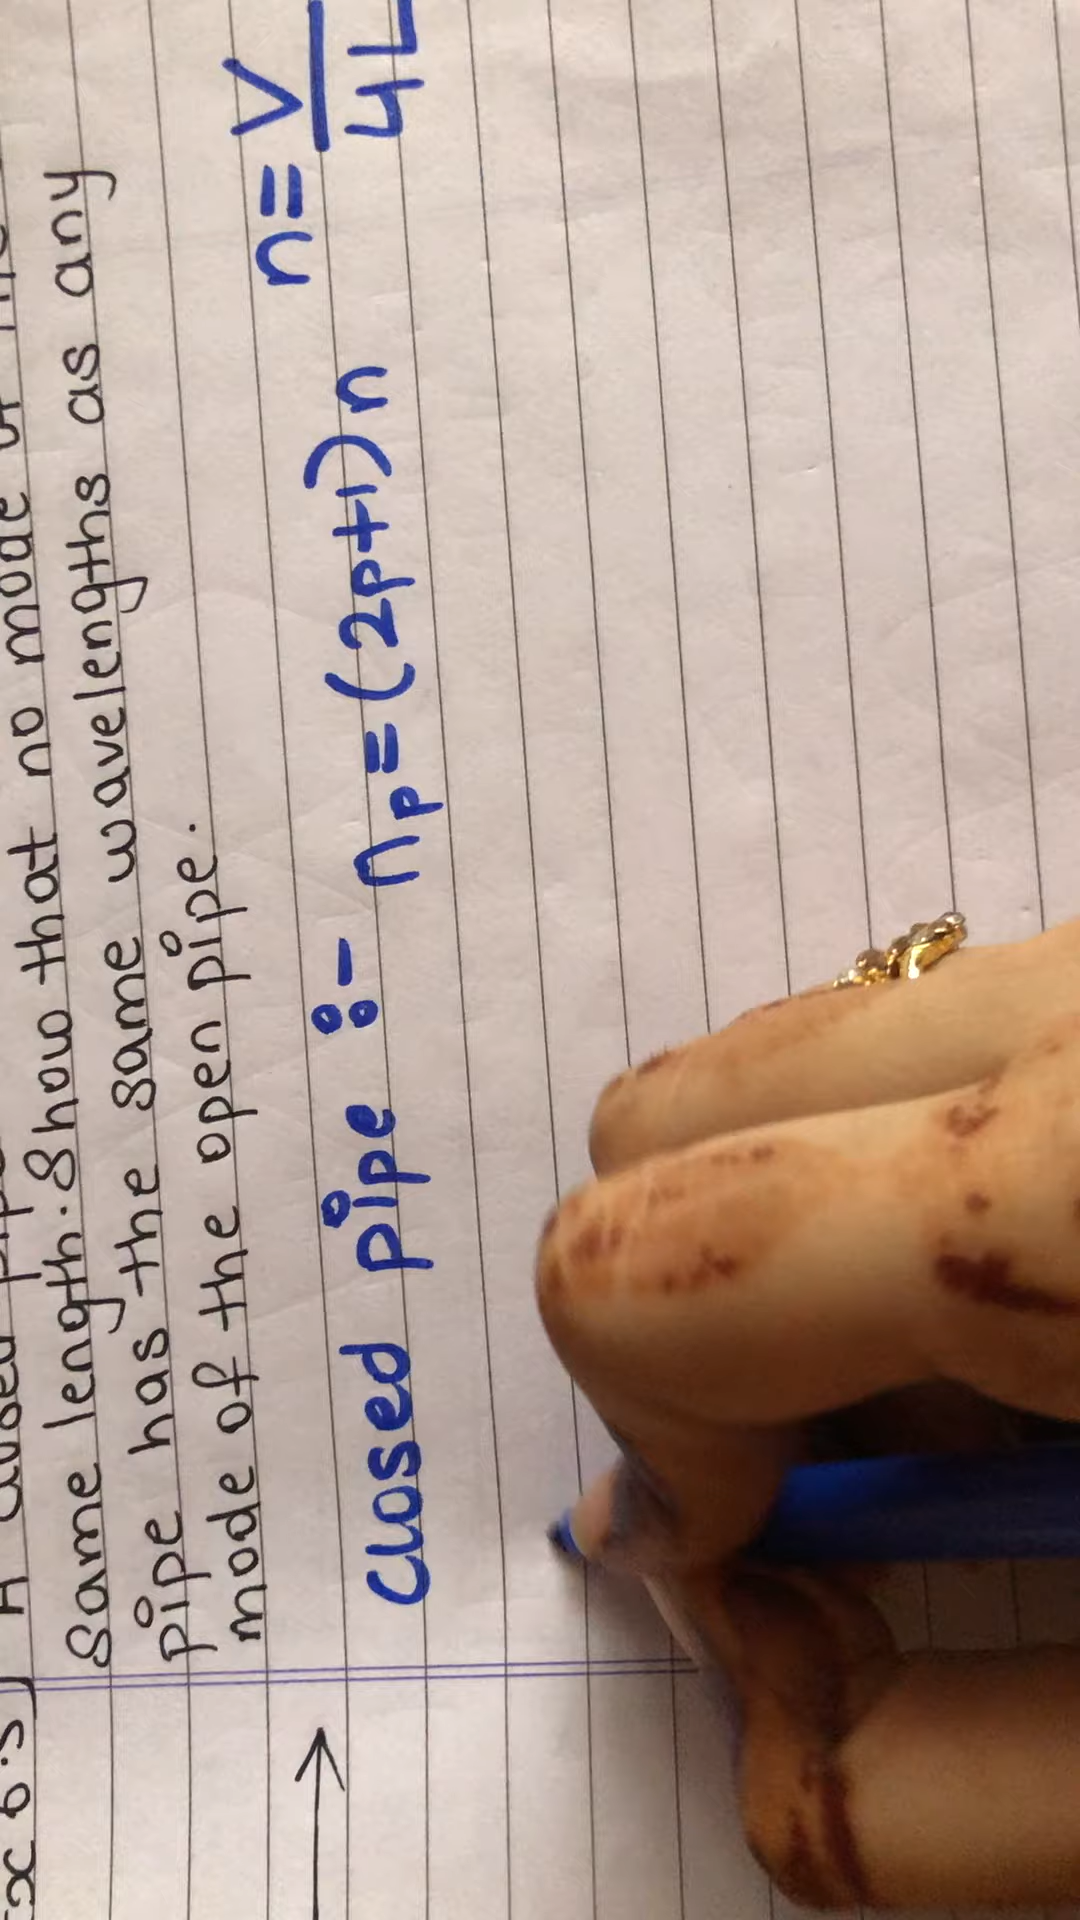 no mode of
same length. Show that
pipe has the same wavelengths as any
mode of the open pipe.
→ Closed pipe :- np = (2p+1)n n = V/4L